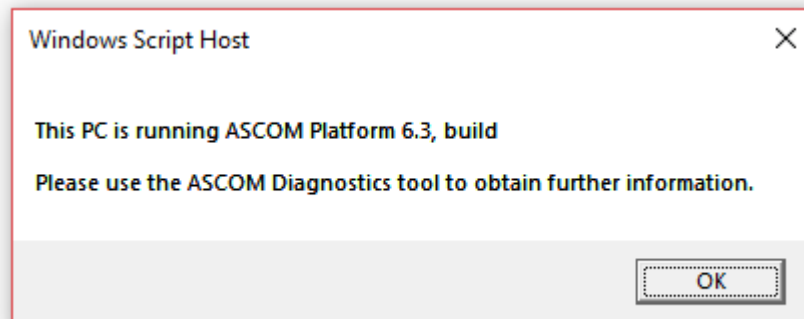 Windows Script Host
This PC is running ASCOM Platform 6.3, build
Please use the ASCOM Diagnostics tool to obtain further information.
OK